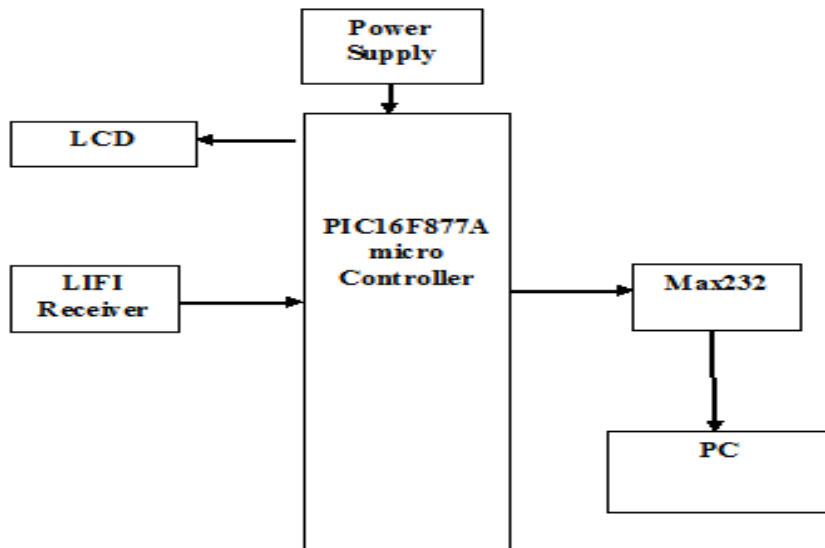 Power
Supply
LCD
PIC16F877A
micro
Controller
LIFI
Receiver
Max232
PC